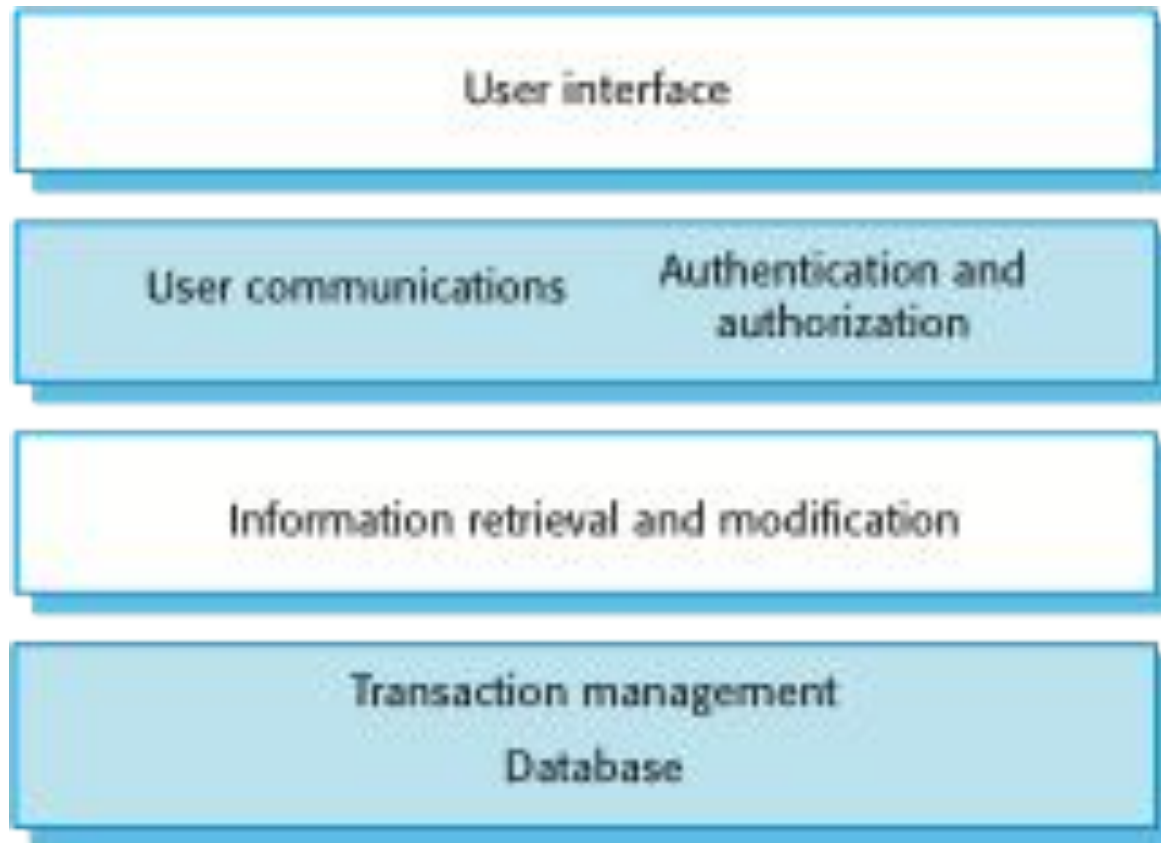 User interface
User communications
Authentication and
authorization
Information retrieval and modification
Transaction management
Database